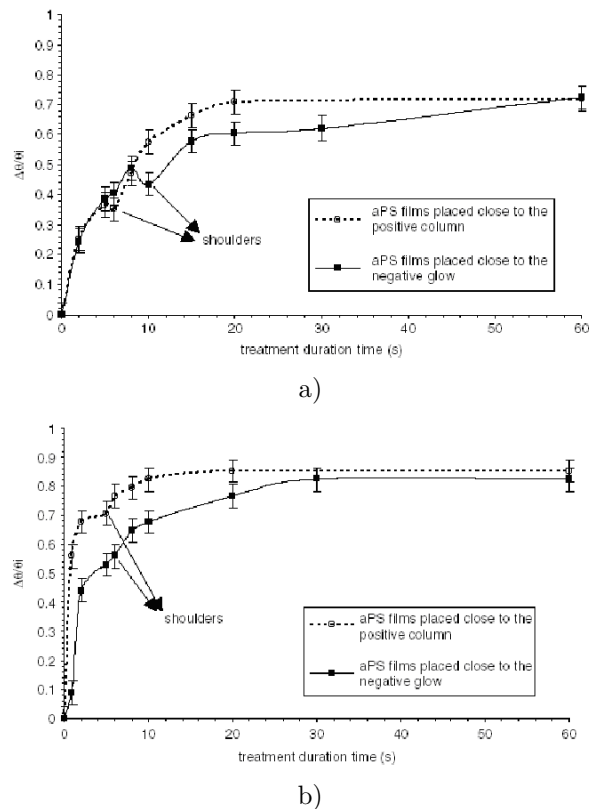 1
0.9
0.8
0.7
0.6
0.5
0.4
0.3
0.2
0.1
0
Δθ/θi
shoulders
aPS films placed close to the
positive column
aPS films placed close to the
negative glow
0 10 20 30 40 50 60
treatment duration time (s)
a)
1
0.9
0.8
0.7
0.6
0.5
0.4
0.3
0.2
0.1
0
Δθ/θi
shoulders
aPS films placed close to the
positive column
aPS films placed close to the
negative glow
0 10 20 30 40 50 60
treatment duration time (s)
b)